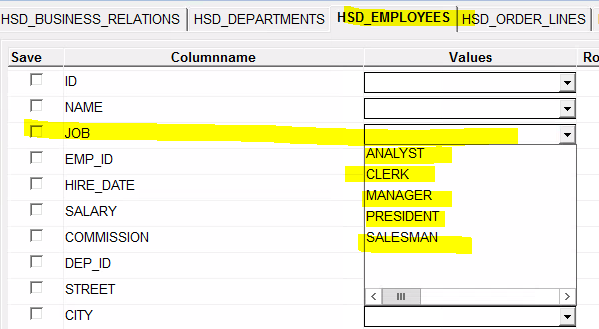 HSD_BUSINESS_RELATIONS HSD_DEPARTMENTS HSD_EMPLOYEES HSD_ORDER_LINES
Save Columnname Values Ro
ID
NAME
JOB
ANALYST
EMP_ID
CLERK
HIRE_DATE
MANAGER
SALARY
PRESIDENT
COMMISSION
SALESMAN
DEP_ID
STREET
CITY